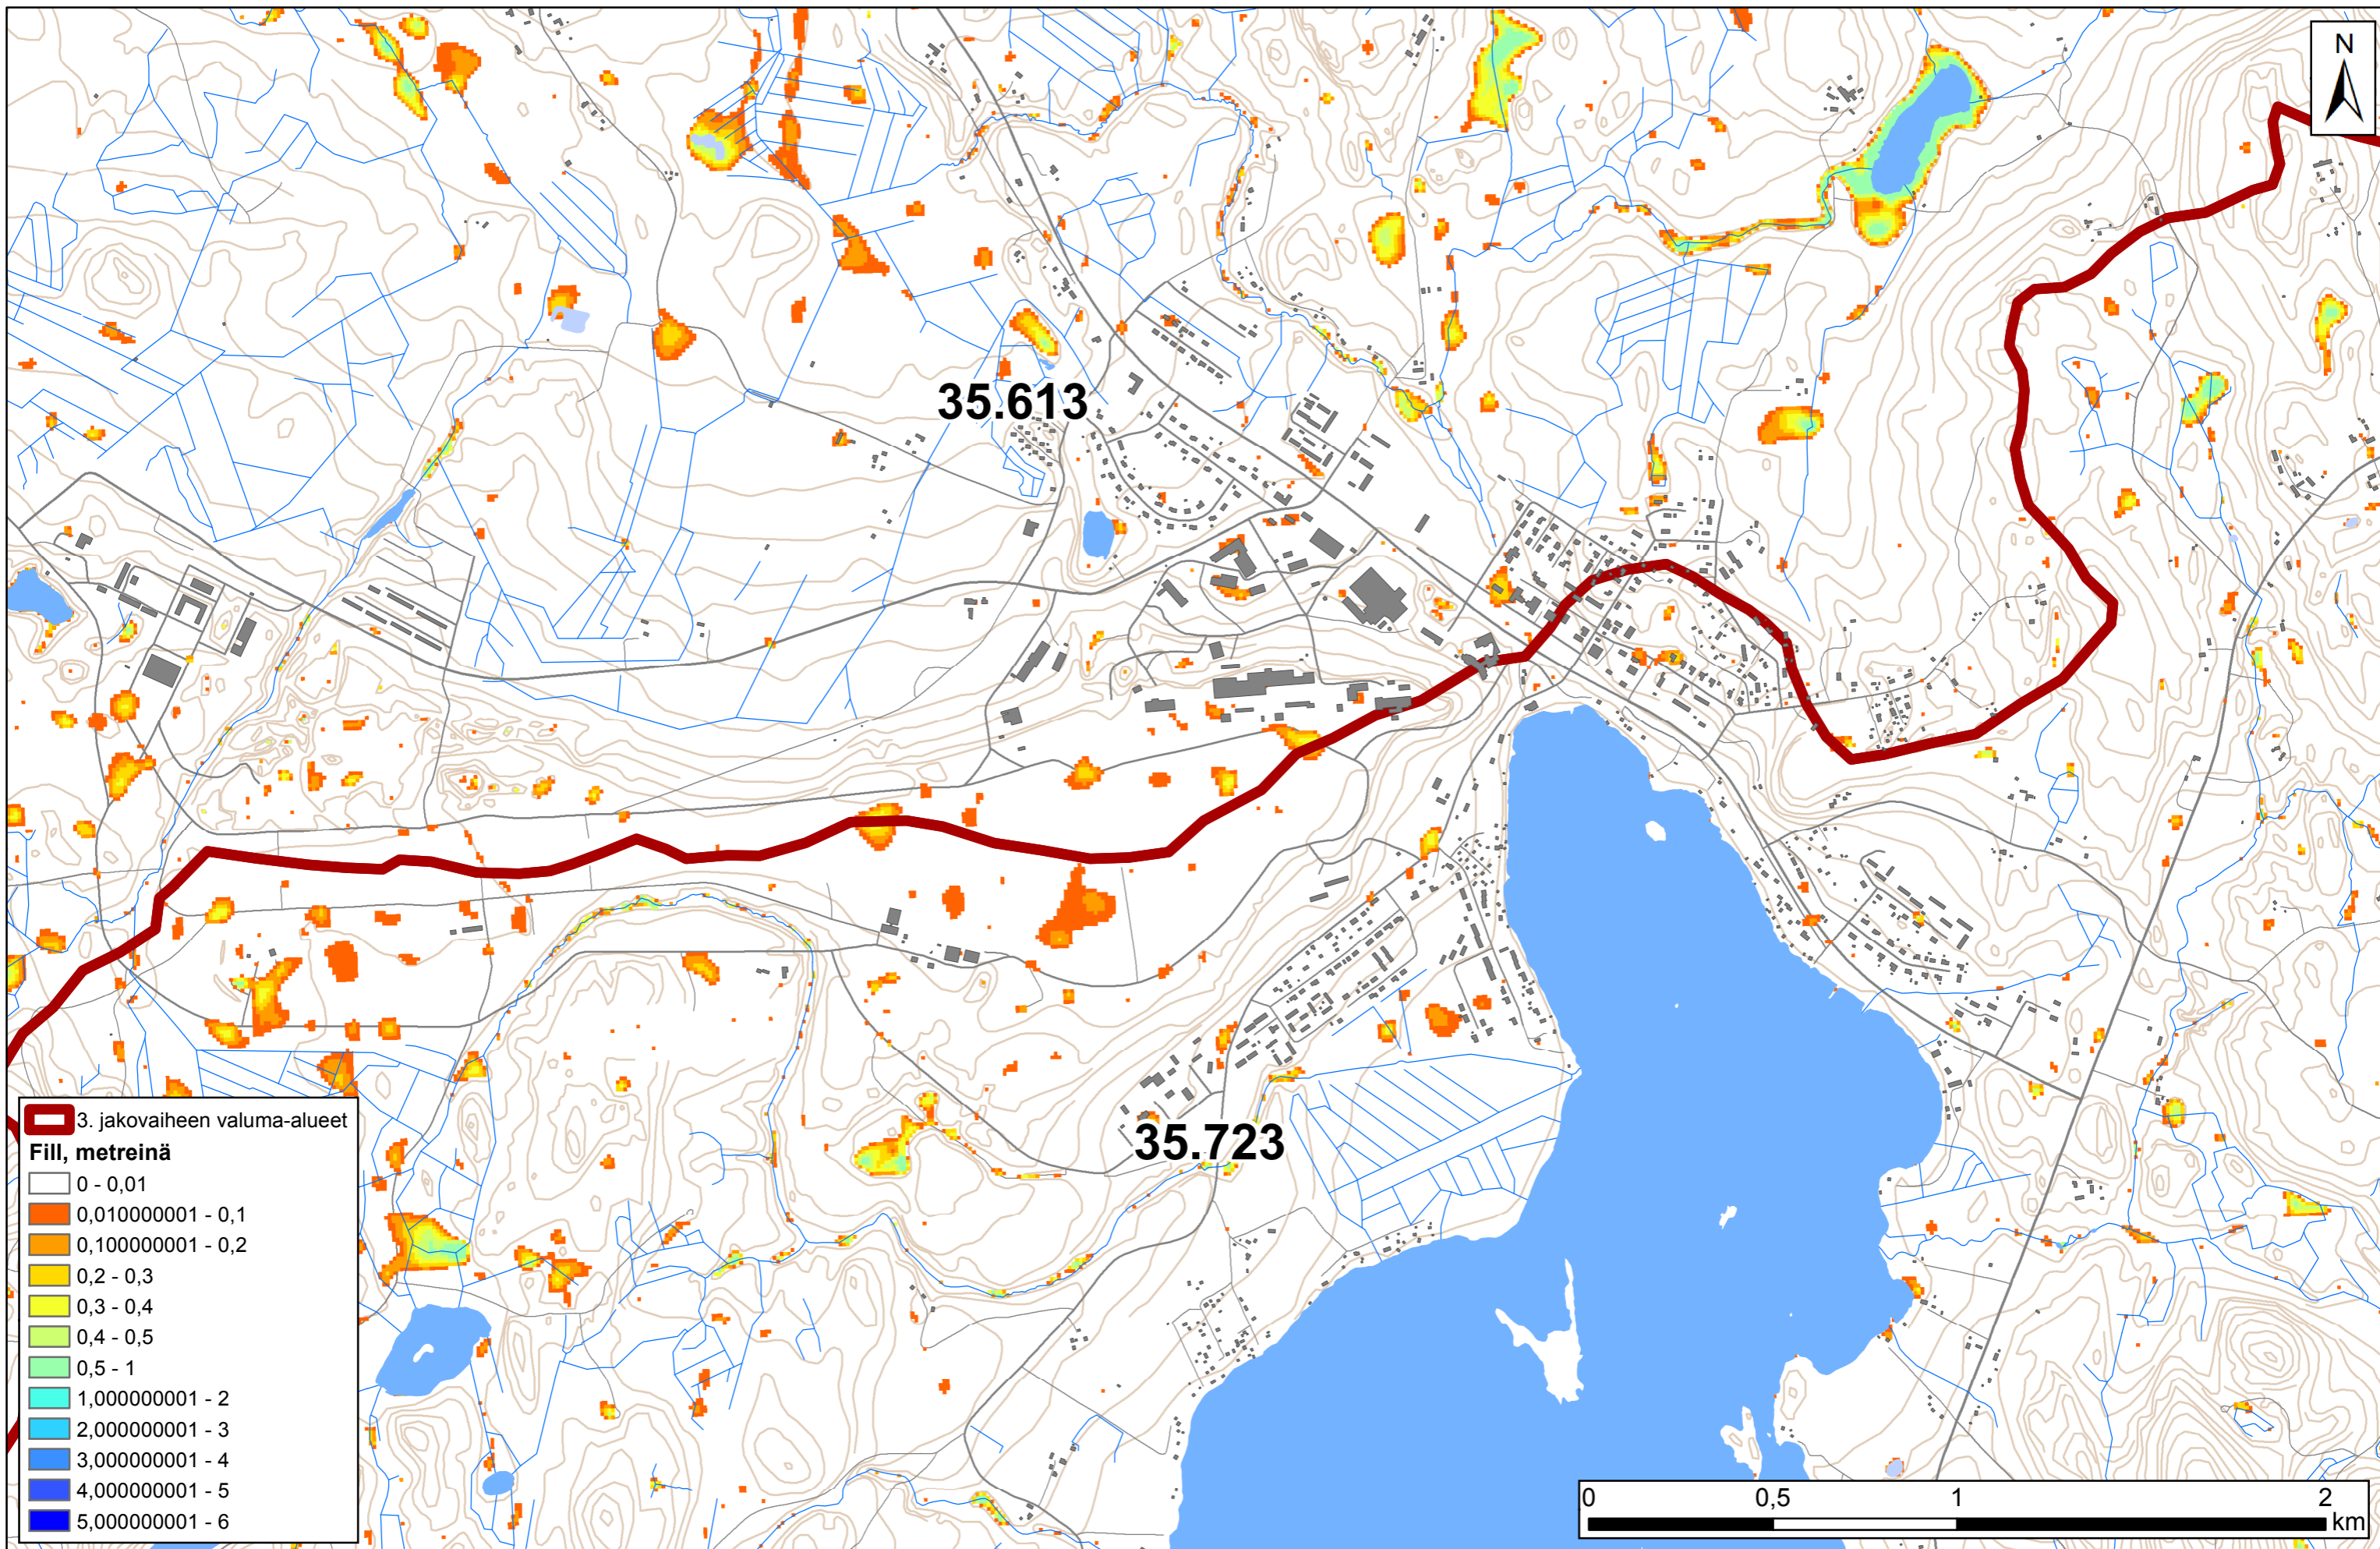 N
35.613
35.723
3. jakovaiheen valuma-alueet
Fill, metreinä
0 - 0,01
0,010000001 - 0,1
0,100000001 - 0,2
0,2 - 0,3
0,3 - 0,4
0,4 - 0,5
0,5 - 1
1,000000001 - 2
2,000000001 - 3
3,000000001 - 4
4,000000001 - 5
5,000000001 - 6
0 0,5 1 2
km